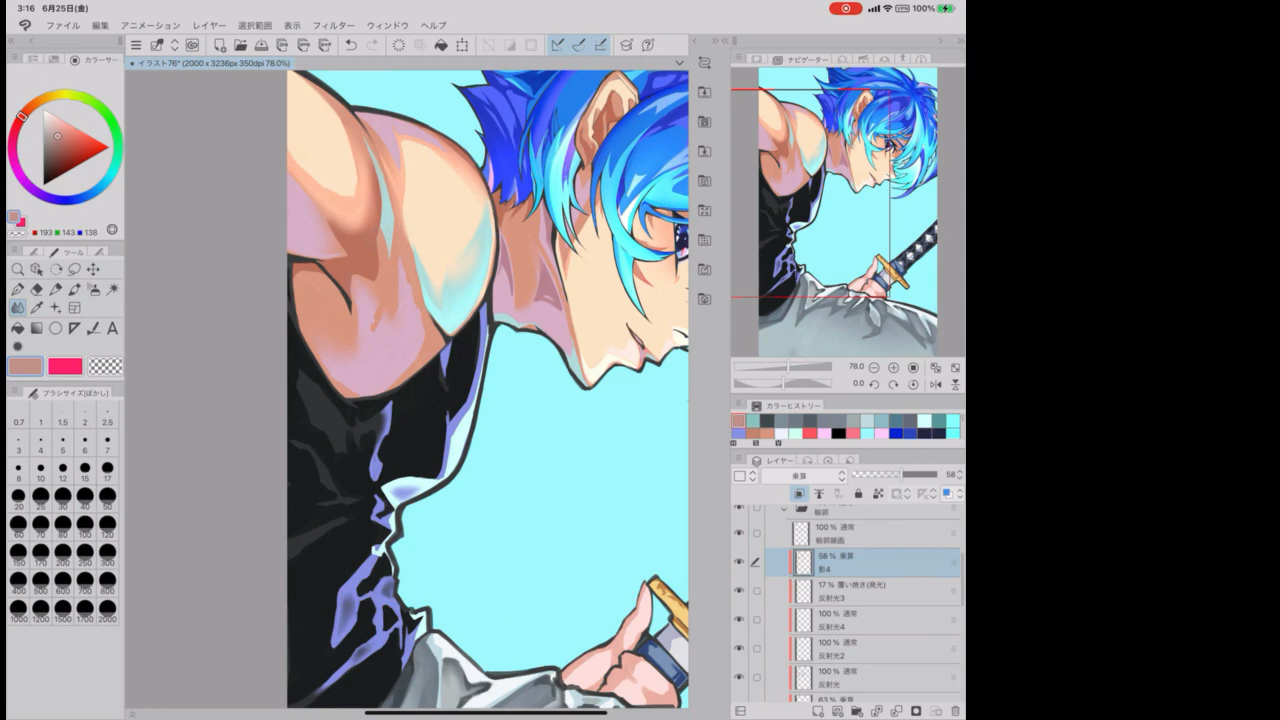 3:16 6月25日(金)
VPN 100%
ファイル 編集 アニメーション レイヤー 選択範囲 表示 フィルター ウィンドウ ヘルプ
イラスト76* (2000 x 3236px 350dpi 78.0%)
カラーサー
ナビゲーター
193 143 138
ツール
ブラシサイズ[ぼかし]
0.7 1 1.5 2 2.5
3 4 5 6 7
8 10 12 15 17
20 25 30 40 50
60 70 80 100 120
150 170 200 250 300
400 500 600 700 800
1000 1200 1500 1700 2000
78.0
0.0
カラーヒストリー
H S V
レイヤー
乗算 58
輪郭
100% 通常
輪郭線画
58% 乗算
影4
17% 覆い焼き(発光)
反射光3
100% 通常
反射光4
100% 通常
反射光2
100% 通常
反射光
63% 乗算